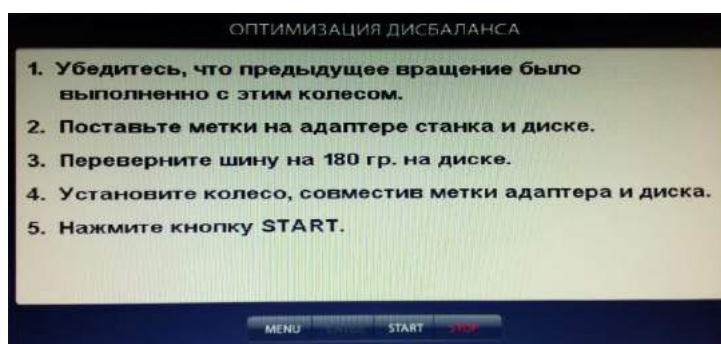 ОПТИМИЗАЦИЯ ДИСБАЛАНСА
1. Убедитесь, что предыдущее вращение было
выполненно с этим колесом.
2. Поставьте метки на адаптере станка и диске.
3. Переверните шину на 180 гр. на диске.
4. Установите колесо, совместив метки адаптера и диска.
5. Нажмите кнопку START.
MENU ENTER START STOP